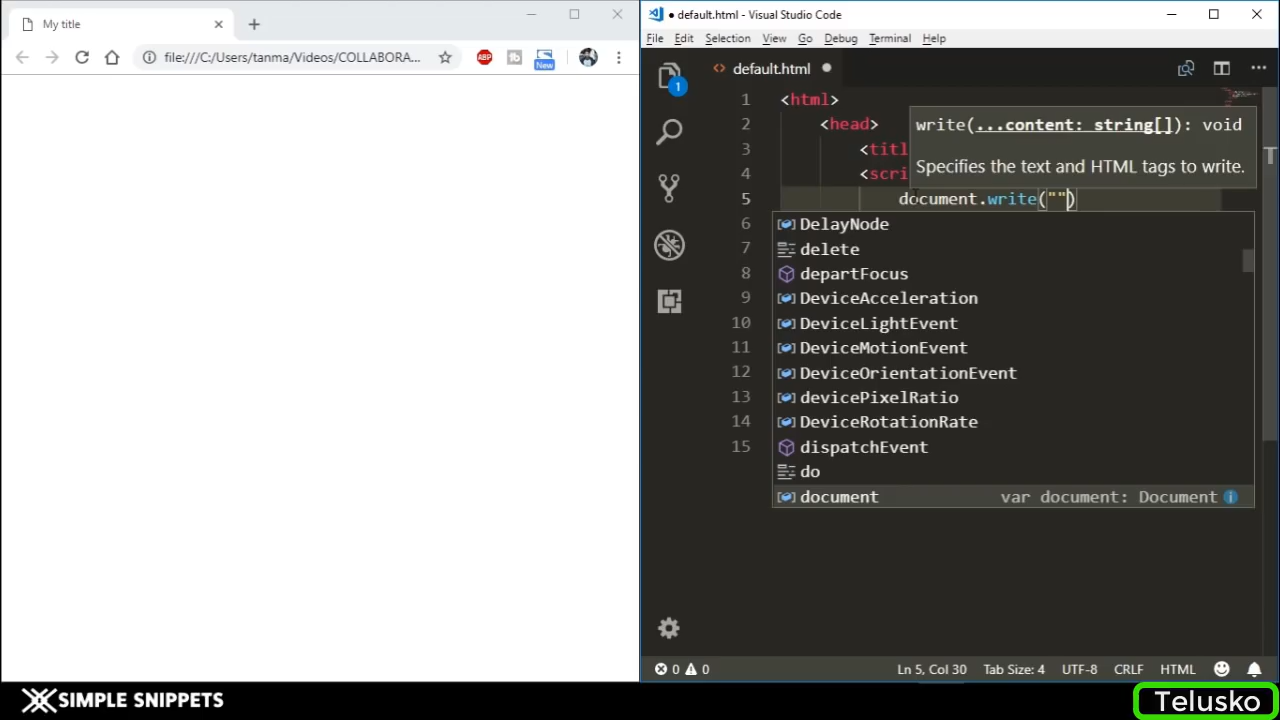 My title
file:///C:/Users/tanma/Videos/COLLABORA...
ABP
New
● default.html - Visual Studio Code
File Edit Selection View Go Debug Terminal Help
default.html
1 <html>
2 <head>
3 <titl
4 <scri
5 document.write("")
6
7
8
9
10
11
12
13
14
15
write(...content: string[]): void
Specifies the text and HTML tags to write.
DelayNode
delete
departFocus
DeviceAcceleration
DeviceLightEvent
DeviceMotionEvent
DeviceOrientationEvent
devicePixelRatio
DeviceRotationRate
dispatchEvent
do
document var document: Document
1
T
0 0 Ln 5, Col 30 Tab Size: 4 UTF-8 CRLF HTML
SIMPLE SNIPPETS
Telusko